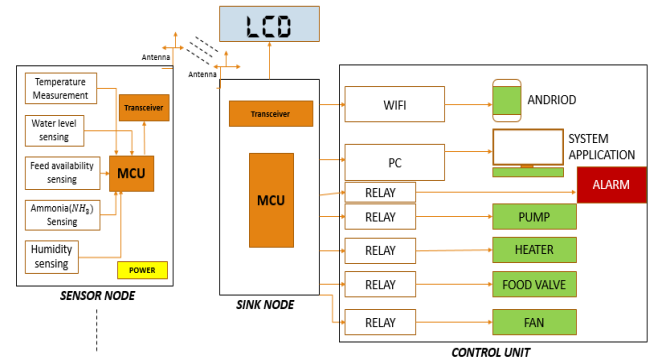 LCD
Antenna
Antenna
Temperature
Measurement
Water level
sensing
Feed availability
sensing
Ammonia(NH3)
Sensing
Humidity
sensing
Transceiver
MCU
POWER
SENSOR NODE
Transceiver
MCU
SINK NODE
WIFI
ANDRIOD
PC
SYSTEM
APPLICATION
RELAY
ALARM
RELAY
PUMP
RELAY
HEATER
RELAY
FOOD VALVE
RELAY
FAN
CONTROL UNIT